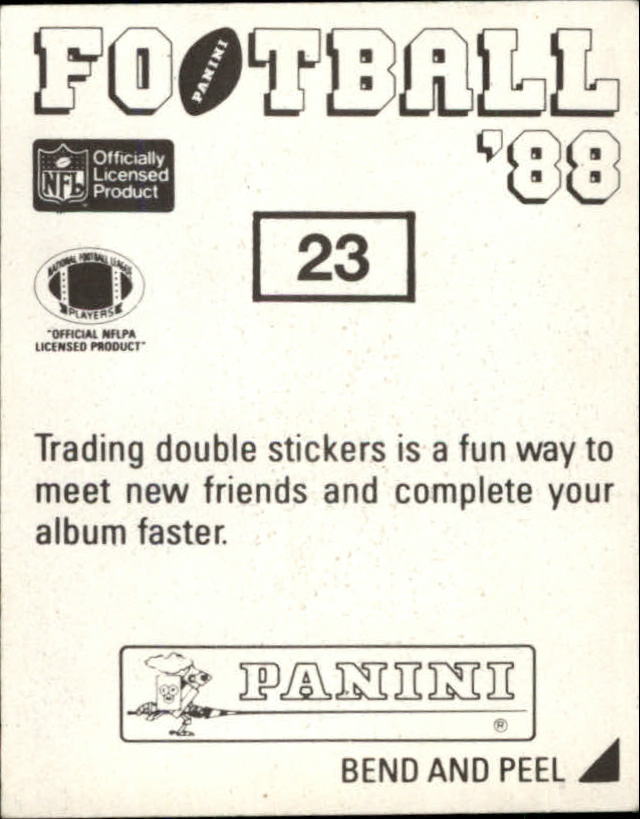 FOOTBALL
PANINI
'88
NFL
Officially
Licensed
Product
23
NATIONAL FOOTBALL LEAGUE
PLAYERS
"OFFICIAL NFLPA
LICENSED PRODUCT"
Trading double stickers is a fun way to
meet new friends and complete your
album faster.
PANINI
®
BEND AND PEEL